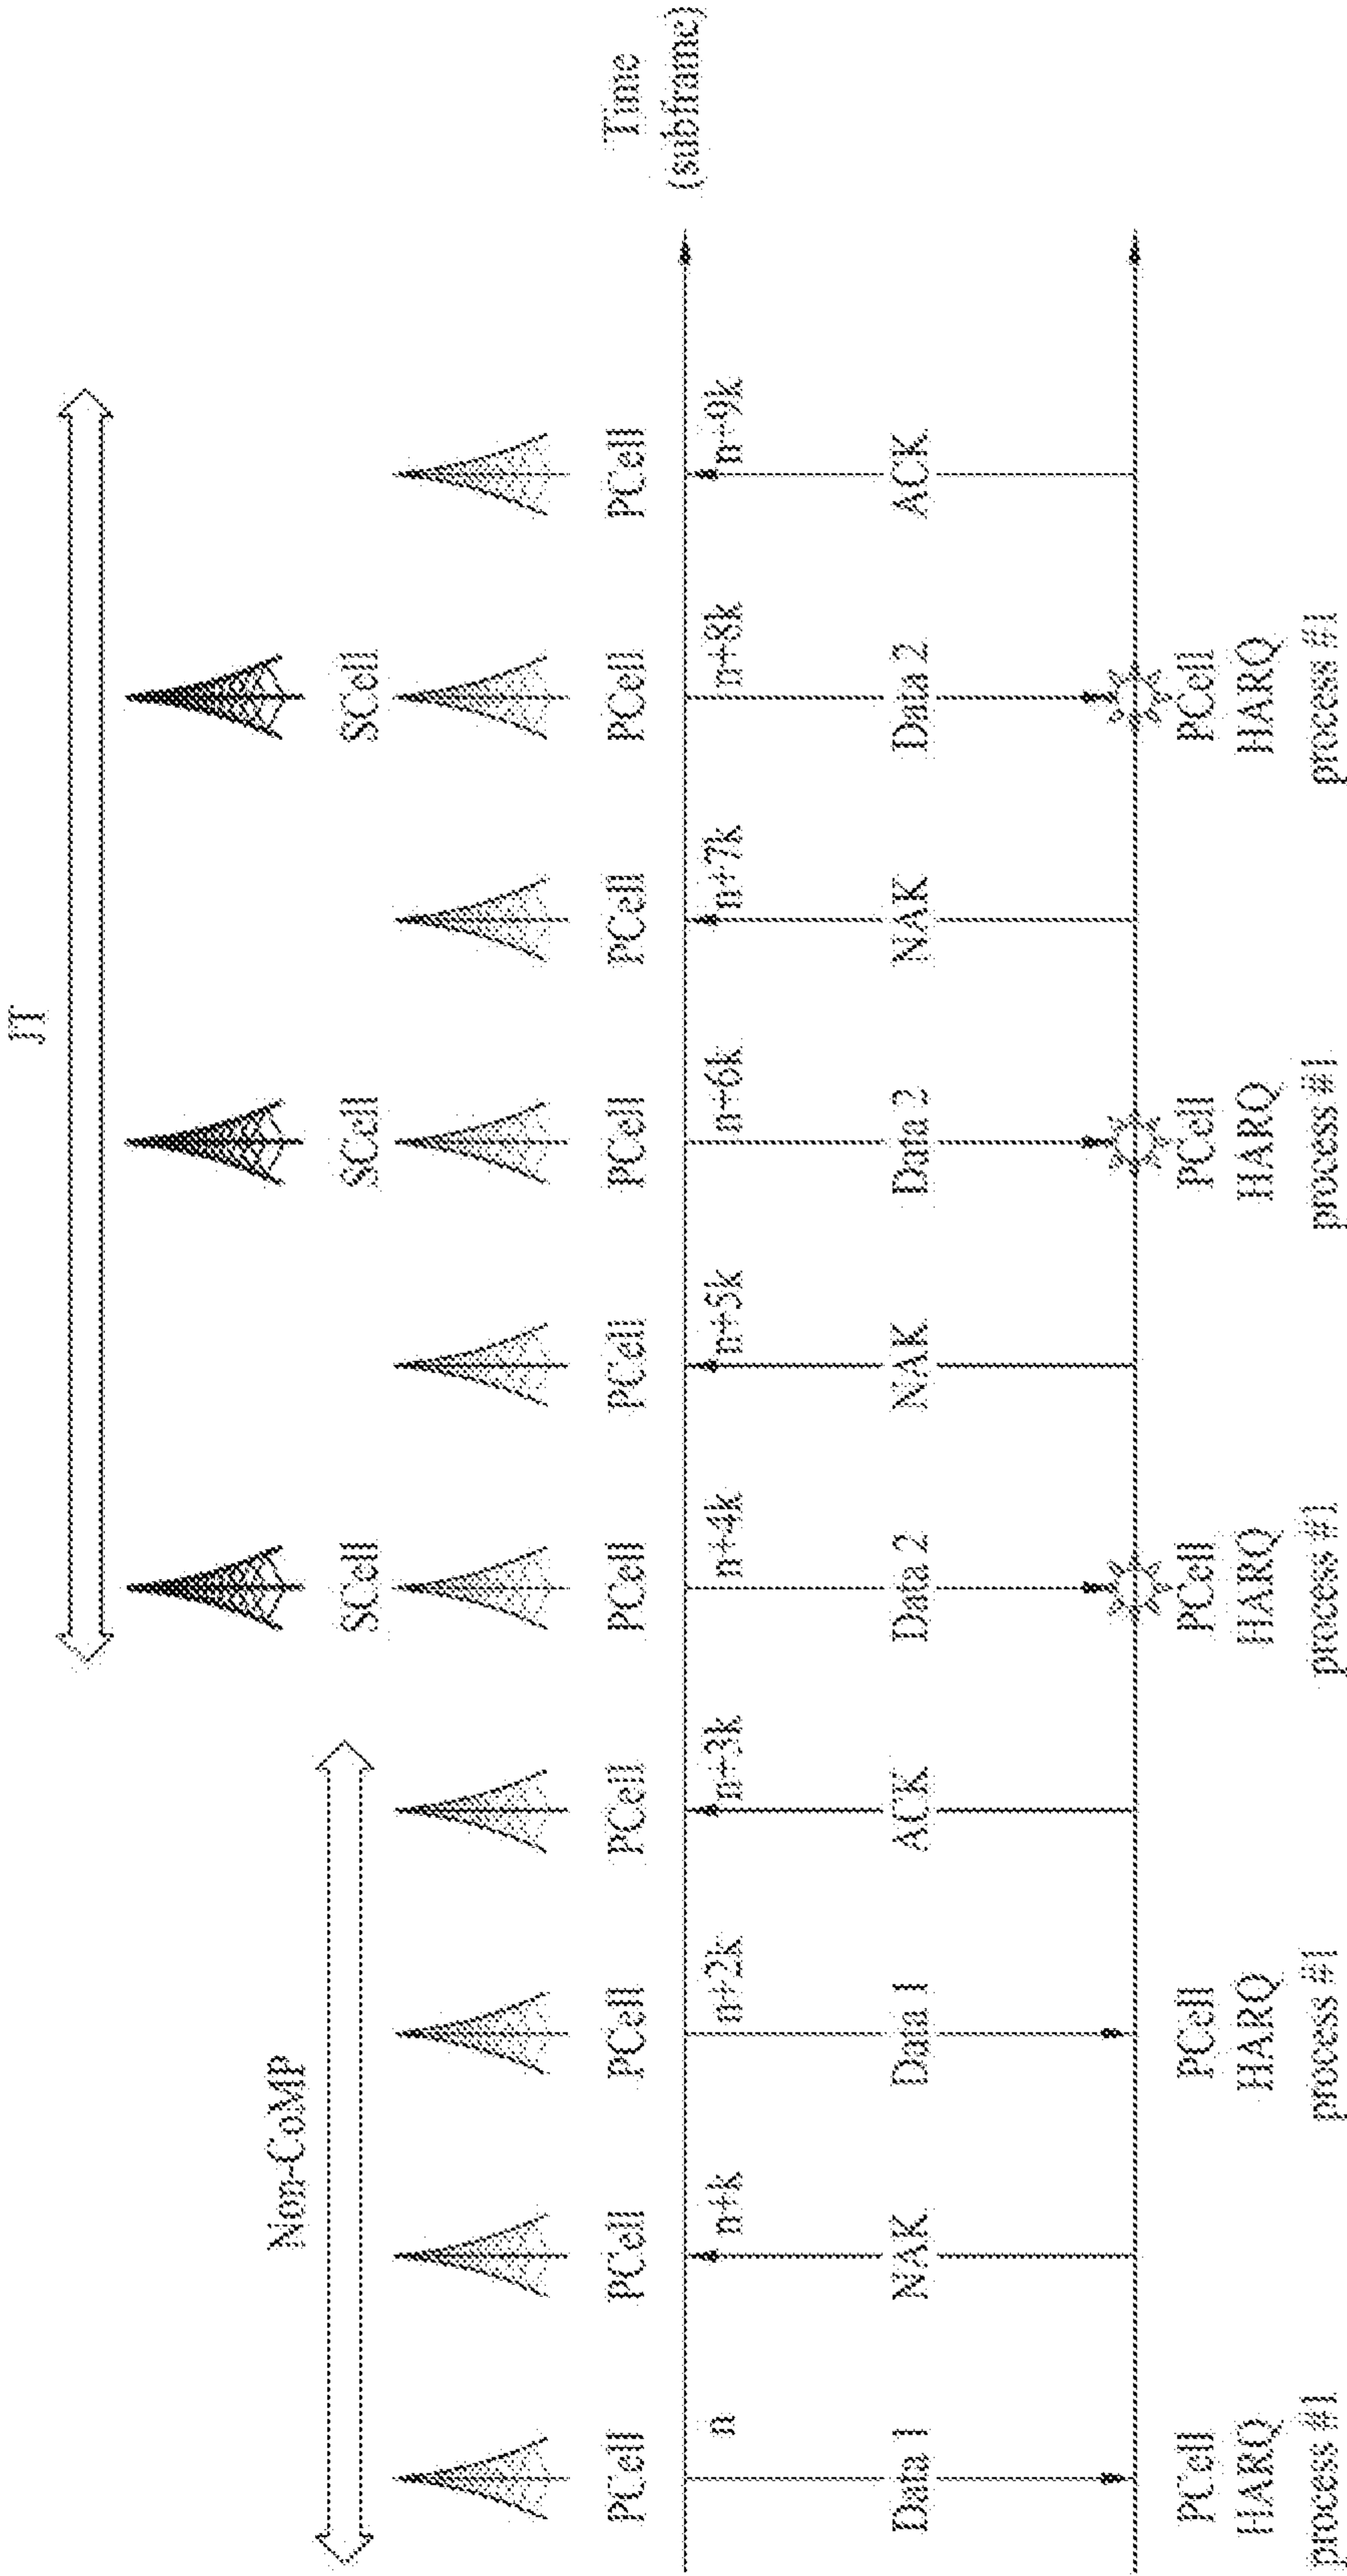 JT
Non-CoMP
SCell
SCell
SCell
PCell
PCell
PCell
PCell
PCell
PCell
PCell
PCell
PCell
PCell
Time
(subframe)
n
n+k
n+2k
n+3k
n+4k
n+5k
n+6k
n+7k
n+8k
n+9k
Data 1
NAK
Data 1
ACK
Data 2
NAK
Data 2
NAK
Data 2
ACK
PCell
HARQ
process #1
PCell
HARQ
process #1
PCell
HARQ
process #1
PCell
HARQ
process #1
PCell
HARQ
process #1